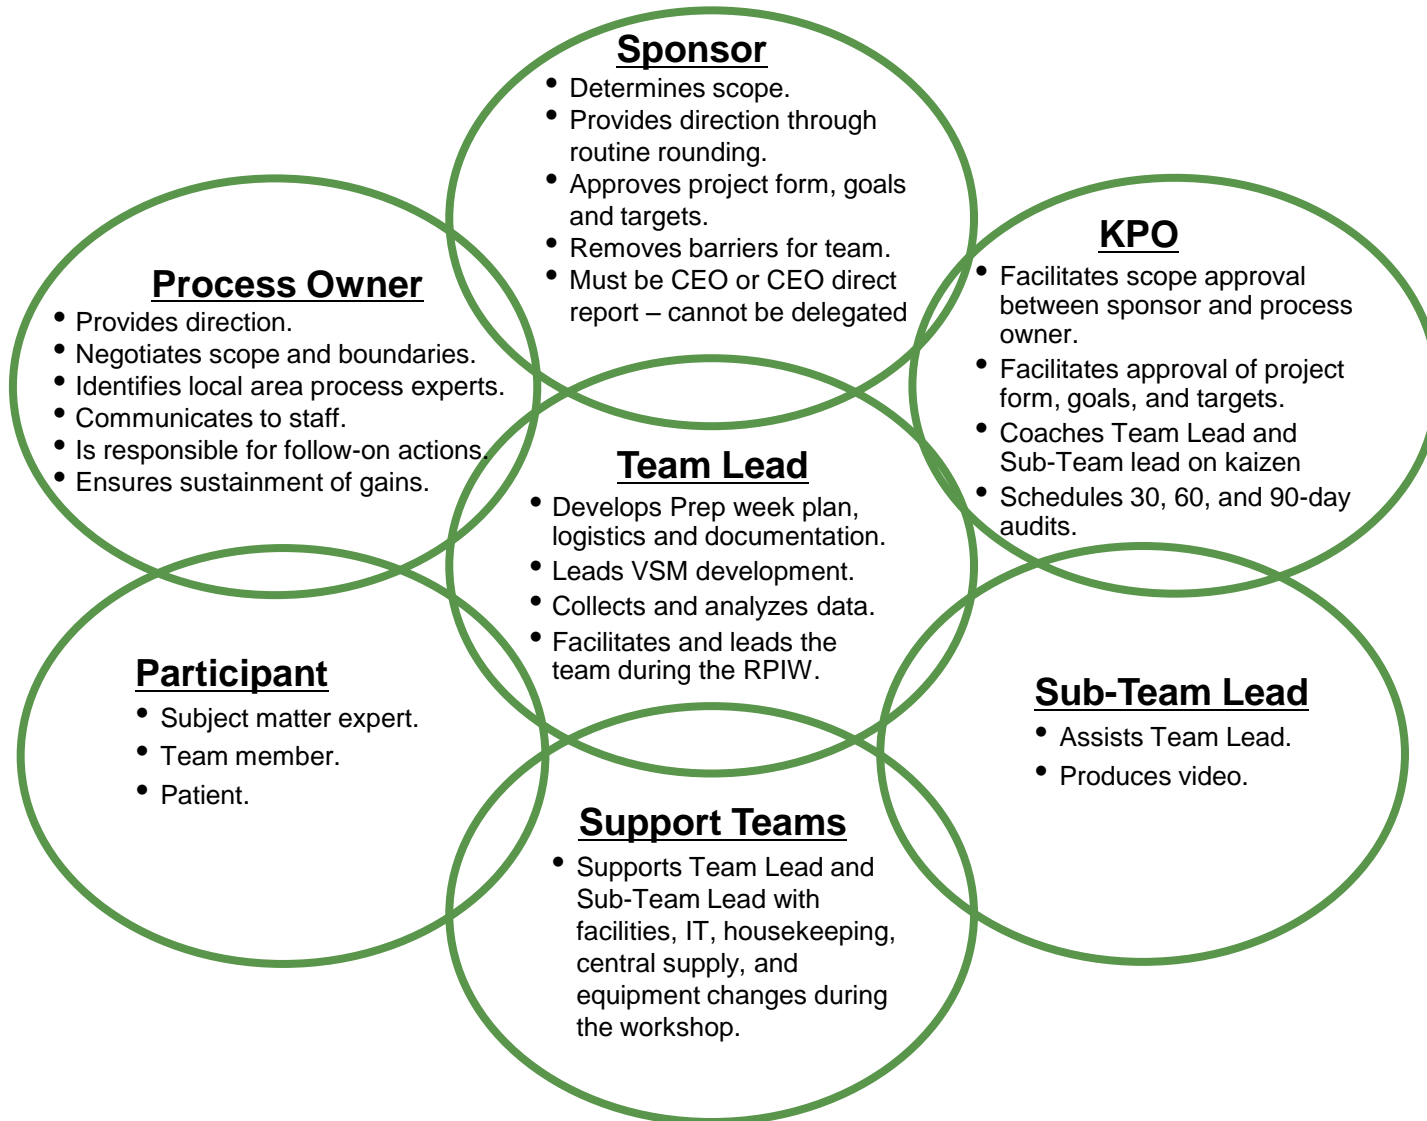 Sponsor
• Determines scope.
• Provides direction through
routine rounding.
• Approves project form, goals
and targets.
• Removes barriers for team.
• Must be CEO or CEO direct
report – cannot be delegated
Process Owner
• Provides direction.
• Negotiates scope and boundaries.
• Identifies local area process experts.
• Communicates to staff.
• Is responsible for follow-on actions.
• Ensures sustainment of gains.
KPO
• Facilitates scope approval
between sponsor and process
owner.
• Facilitates approval of project
form, goals, and targets.
• Coaches Team Lead and
Sub-Team lead on kaizen
• Schedules 30, 60, and 90-day
audits.
Team Lead
• Develops Prep week plan,
logistics and documentation.
• Leads VSM development.
• Collects and analyzes data.
• Facilitates and leads the
team during the RPIW.
Participant
• Subject matter expert.
• Team member.
• Patient.
Sub-Team Lead
• Assists Team Lead.
• Produces video.
Support Teams
• Supports Team Lead and
Sub-Team Lead with
facilities, IT, housekeeping,
central supply, and
equipment changes during
the workshop.